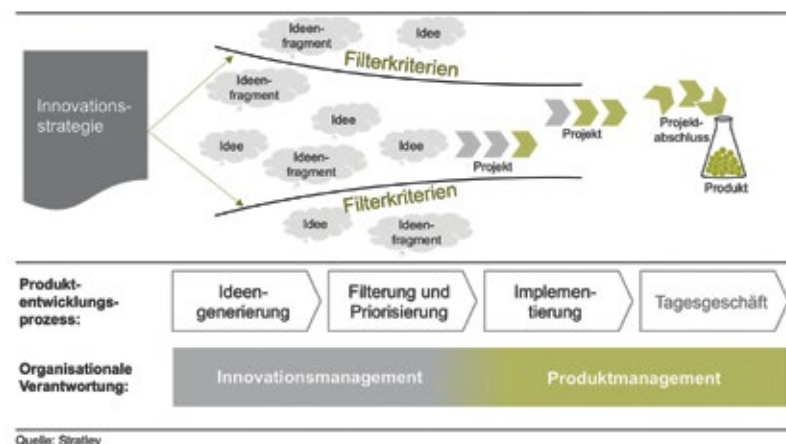 Ideen-
fragment
Idee
Filterkriterien
Ideen-
fragment
Innovations-
strategie
Idee
Idee
Idee
Ideen-
fragment
Projekt
Projekt
Projekt-
abschluss
Produkt
Filterkriterien
Idee
Ideen-
fragment
Produkt-
entwicklungs-
prozess:
Ideen-
generierung
Filterung und
Priorisierung
Implemen-
tierung
Tagesgeschäft
Organisationale
Verantwortung:
Innovationsmanagement
Produktmanagement
Quelle: Stratley